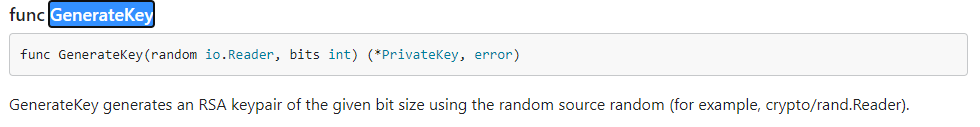 func GenerateKey
func GenerateKey(random io.Reader, bits int) (*PrivateKey, error)
GenerateKey generates an RSA keypair of the given bit size using the random source random (for example, crypto/rand.Reader).